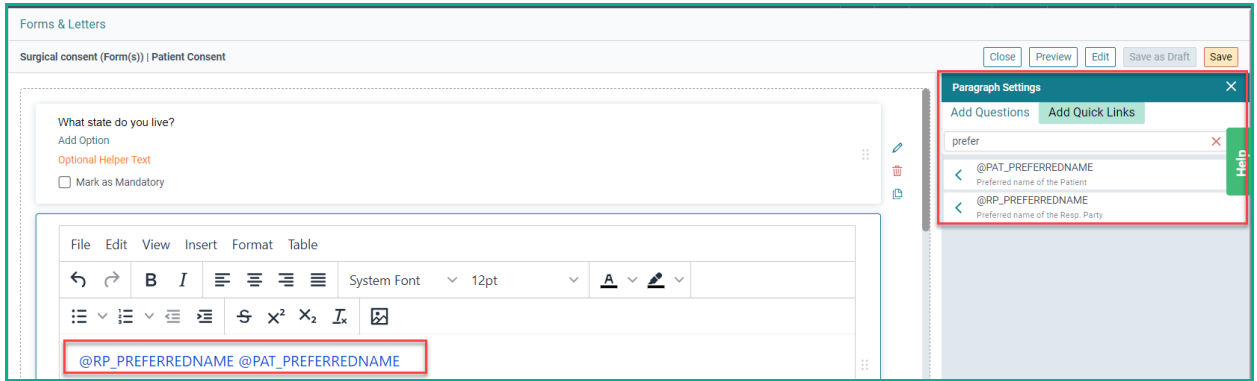 Forms & Letters
Surgical consent (Form(s)) | Patient Consent
Close Preview Edit Save as Draft Save
What state do you live?
Add Option
Optional Helper Text
Mark as Mandatory
File Edit View Insert Format Table
B I System Font 12pt A
S X² X₂ Ix
@RP_PREFERREDNAME @PAT_PREFERREDNAME
Paragraph Settings
Add Questions Add Quick Links
prefer
@PAT_PREFERREDNAME
Preferred name of the Patient
@RP_PREFERREDNAME
Preferred name of the Resp. Party
Help